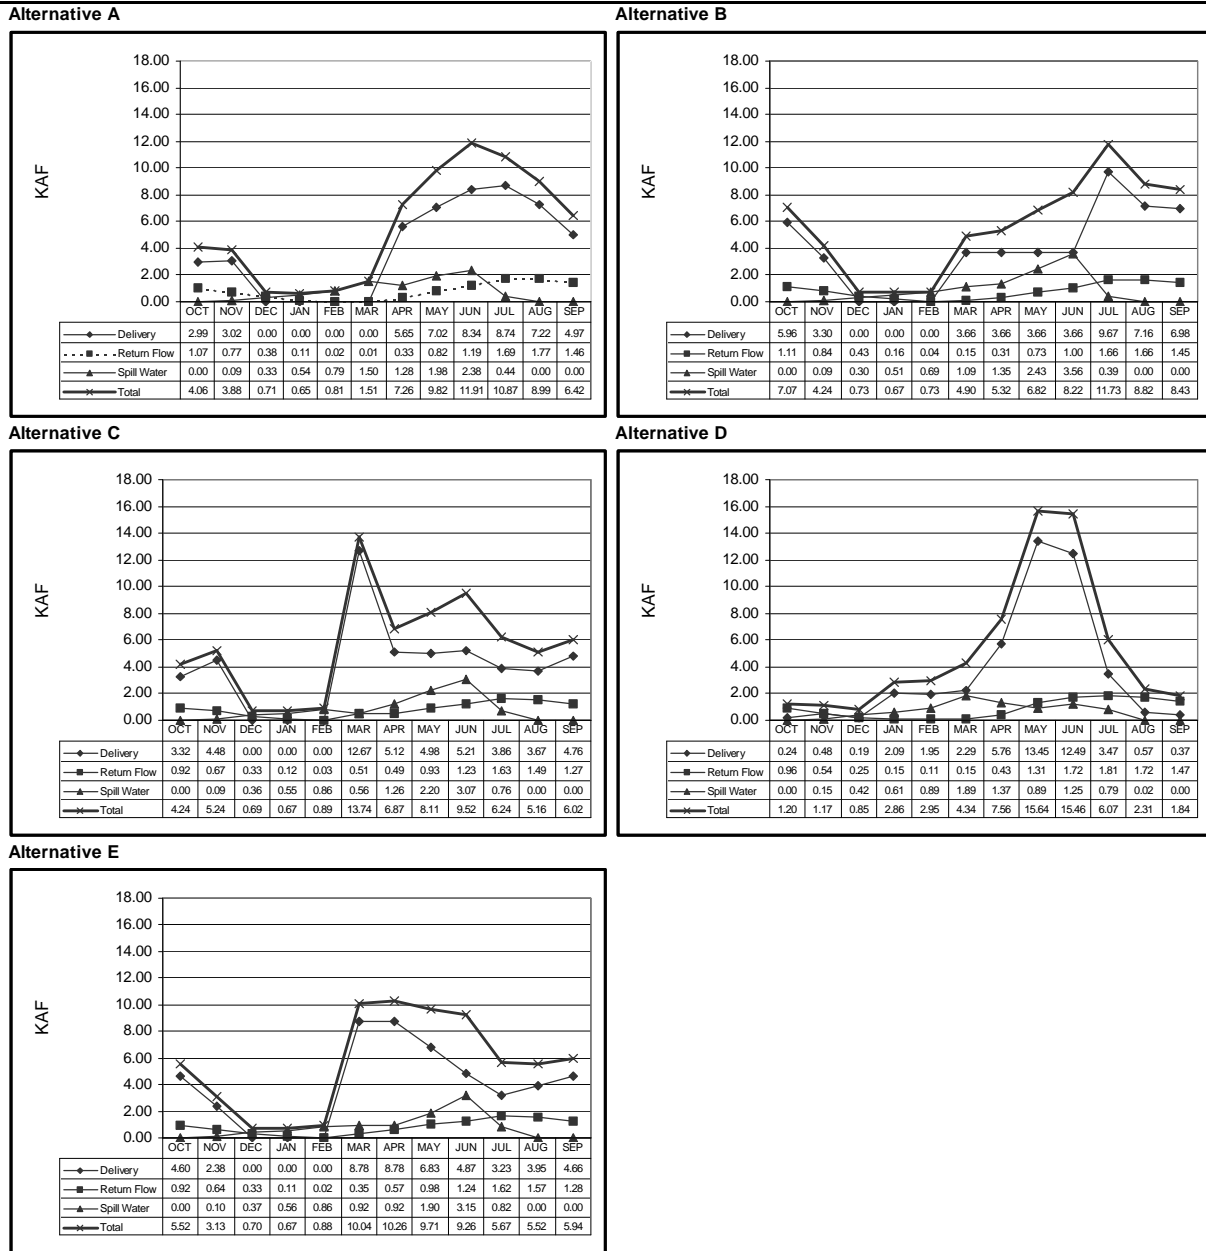 Alternative A
KAF
18.00
16.00
14.00
12.00
10.00
8.00
6.00
4.00
2.00
0.00
OCT NOV DEC JAN FEB MAR APR MAY JUN JUL AUG SEP
Delivery 2.99 3.02 0.00 0.00 0.00 0.00 5.65 7.02 8.34 8.74 7.22 4.97
Return Flow 1.07 0.77 0.38 0.11 0.02 0.01 0.33 0.82 1.19 1.69 1.77 1.46
Spill Water 0.00 0.09 0.33 0.54 0.79 1.50 1.28 1.98 2.38 0.44 0.00 0.00
Total 4.06 3.88 0.71 0.65 0.81 1.51 7.26 9.82 11.91 10.87 8.99 6.42
Alternative B
KAF
18.00
16.00
14.00
12.00
10.00
8.00
6.00
4.00
2.00
0.00
OCT NOV DEC JAN FEB MAR APR MAY JUN JUL AUG SEP
Delivery 5.96 3.30 0.00 0.00 0.00 3.66 3.66 3.66 3.66 9.67 7.16 6.98
Return Flow 1.11 0.84 0.43 0.16 0.04 0.15 0.31 0.73 1.00 1.66 1.66 1.45
Spill Water 0.00 0.09 0.30 0.51 0.69 1.09 1.35 2.43 3.56 0.39 0.00 0.00
Total 7.07 4.24 0.73 0.67 0.73 4.90 5.32 6.82 8.22 11.73 8.82 8.43
Alternative C
KAF
18.00
16.00
14.00
12.00
10.00
8.00
6.00
4.00
2.00
0.00
OCT NOV DEC JAN FEB MAR APR MAY JUN JUL AUG SEP
Delivery 3.32 4.48 0.00 0.00 0.00 12.67 5.12 4.98 5.21 3.86 3.67 4.76
Return Flow 0.92 0.67 0.33 0.12 0.03 0.51 0.49 0.93 1.23 1.63 1.49 1.27
Spill Water 0.00 0.09 0.36 0.55 0.86 0.56 1.26 2.20 3.07 0.76 0.00 0.00
Total 4.24 5.24 0.69 0.67 0.89 13.74 6.87 8.11 9.52 6.24 5.16 6.02
Alternative D
KAF
18.00
16.00
14.00
12.00
10.00
8.00
6.00
4.00
2.00
0.00
OCT NOV DEC JAN FEB MAR APR MAY JUN JUL AUG SEP
Delivery 0.24 0.48 0.19 2.09 1.95 2.29 5.76 13.45 12.49 3.47 0.57 0.37
Return Flow 0.96 0.54 0.25 0.15 0.11 0.15 0.43 1.31 1.72 1.81 1.72 1.47
Spill Water 0.00 0.15 0.42 0.61 0.89 1.89 1.37 0.89 1.25 0.79 0.02 0.00
Total 1.20 1.17 0.85 2.86 2.95 4.34 7.56 15.64 15.46 6.07 2.31 1.84
Alternative E
KAF
18.00
16.00
14.00
12.00
10.00
8.00
6.00
4.00
2.00
0.00
OCT NOV DEC JAN FEB MAR APR MAY JUN JUL AUG SEP
Delivery 4.60 2.38 0.00 0.00 0.00 8.78 8.78 6.83 4.87 3.23 3.95 4.66
Return Flow 0.92 0.64 0.33 0.11 0.02 0.35 0.57 0.98 1.24 1.62 1.57 1.28
Spill Water 0.00 0.10 0.37 0.56 0.86 0.92 0.92 1.90 3.15 0.82 0.00 0.00
Total 5.52 3.13 0.70 0.67 0.88 10.04 10.26 9.71 9.26 5.67 5.52 5.94